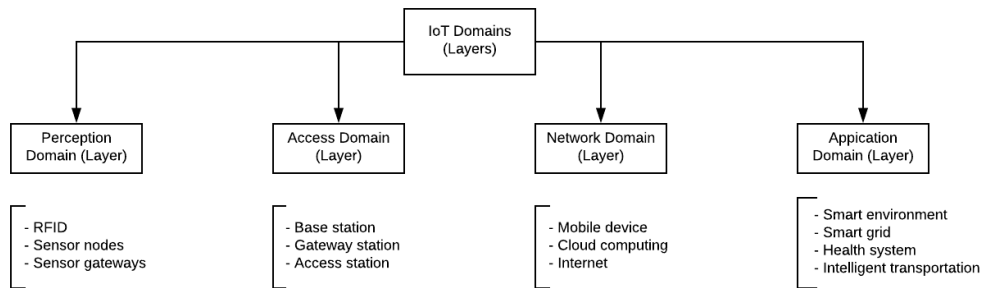 IoT Domains
(Layers)
Perception
Domain (Layer)
Access Domain
(Layer)
Network Domain
(Layer)
Appication
Domain (Layer)
- RFID
- Sensor nodes
- Sensor gateways
- Base station
- Gateway station
- Access station
- Mobile device
- Cloud computing
- Internet
- Smart environment
- Smart grid
- Health system
- Intelligent transportation